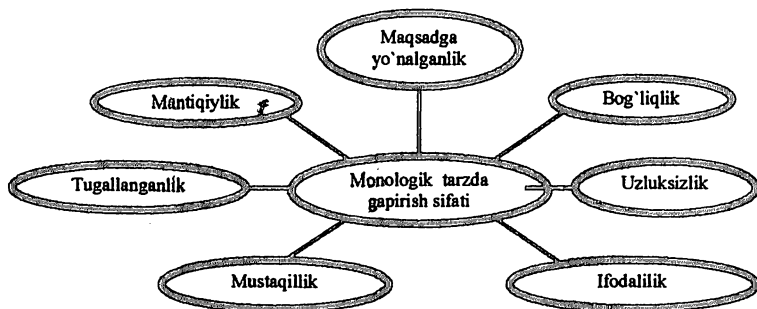 Maqsadga
yo`nalganlik
Mantiqiylik
Bog`liqlik
Tugallanganlik
Monologik tarzda
gapirish sifati
Uzluksizlik
Mustaqillik
Ifodalilik